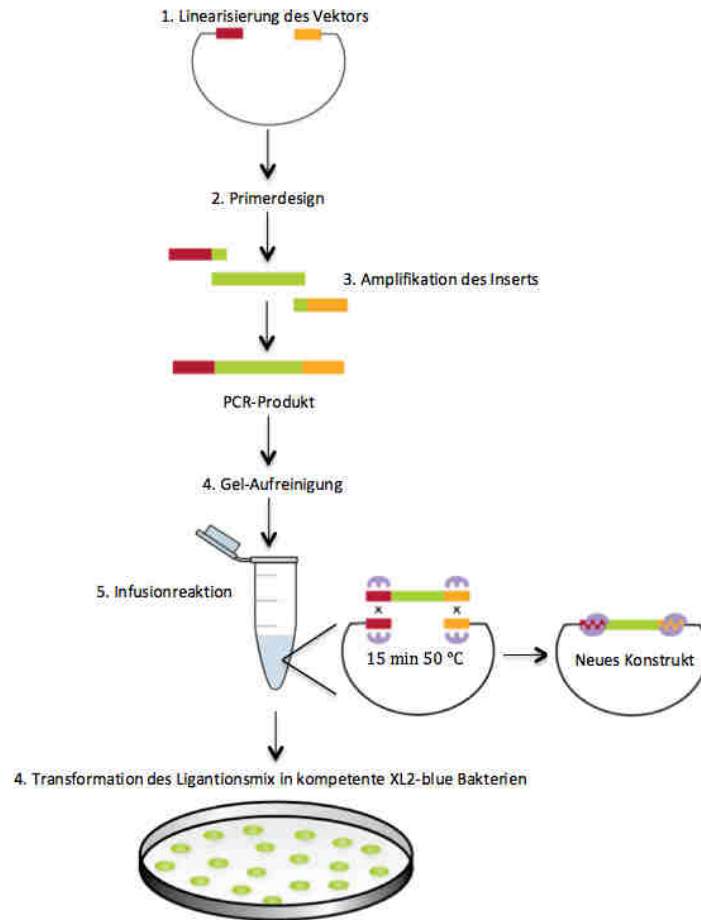 1. Linearisierung des Vektors
2. Primerdesign
3. Amplifikation des Inserts
PCR-Produkt
4. Gel-Aufreinigung
5. Infusionreaktion
x x
15 min 50 °C
Neues Konstrukt
4. Transformation des Ligantionsmix in kompetente XL2-blue Bakterien